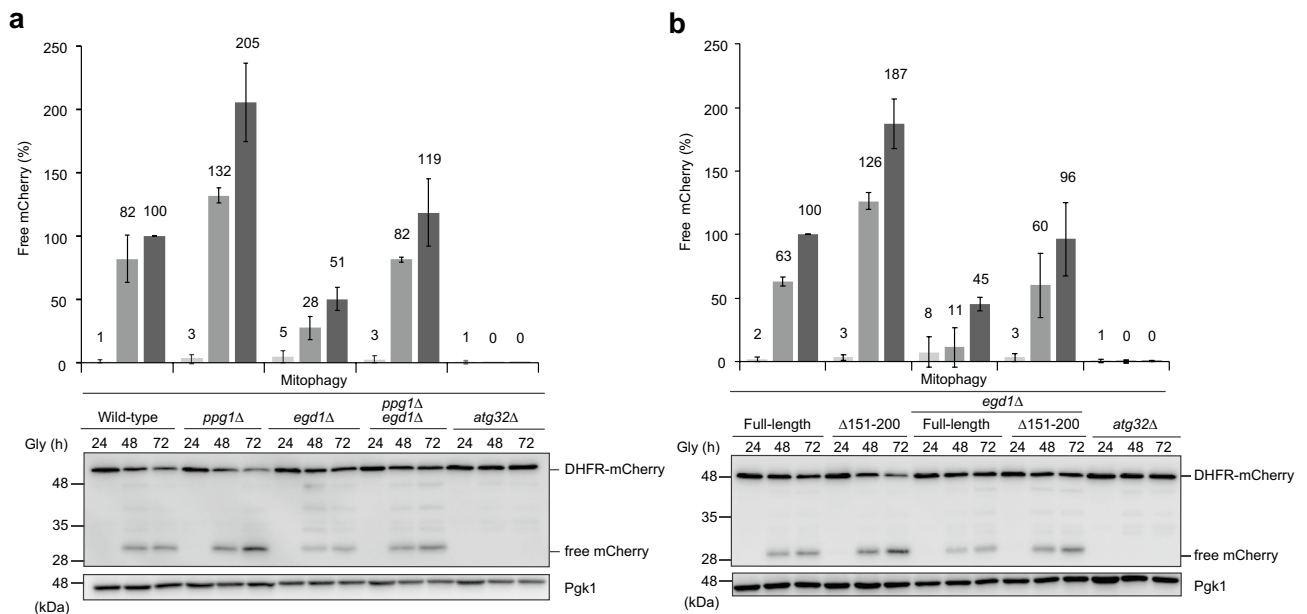 a
250
200
150
100
50
0
Free mCherry (%)
1 82 100 3 132 205 5 28 51 3 82 119 1 0 0
Mitophagy
Wild-type ppg1Δ egd1Δ ppg1Δ egd1Δ atg32Δ
Gly (h) 24 48 72 24 48 72 24 48 72 24 48 72 24 48 72
DHFR-mCherry
48
35
free mCherry
28
48 Pgk1
(kDa)
b
250
200
150
100
50
0
Free mCherry (%)
2 63 100 3 126 187 8 11 45 3 60 96 1 0 0
Mitophagy
egd1Δ
Full-length Δ151-200 Full-length Δ151-200 atg32Δ
Gly (h) 24 48 72 24 48 72 24 48 72 24 48 72 24 48 72
48 DHFR-mCherry
35
28 free mCherry
48 Pgk1
(kDa)